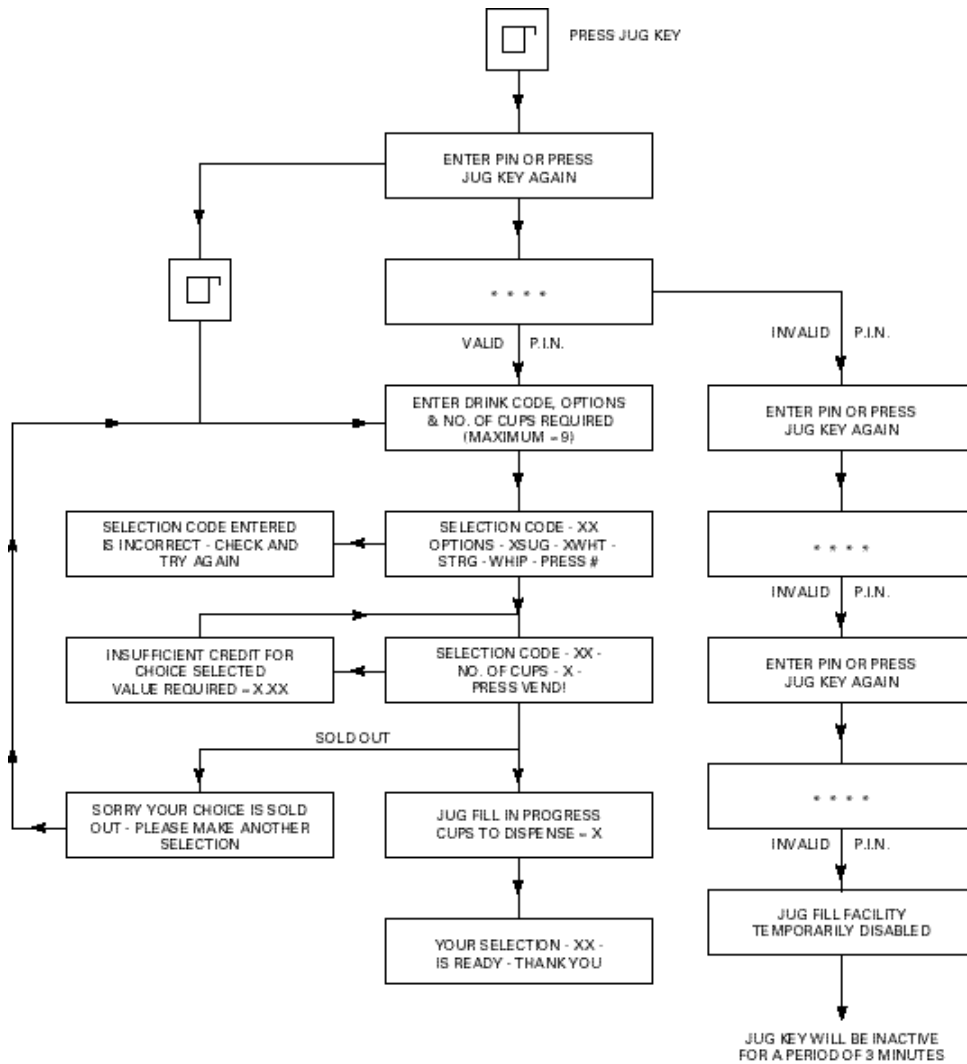 PRESS JUG KEY
ENTER PIN OR PRESS
JUG KEY AGAIN
* * * *
VALID P.I.N.
INVALID P.I.N.
ENTER DRINK CODE, OPTIONS
& NO. OF CUPS REQUIRED
(MAXIMUM = 9)
ENTER PIN OR PRESS
JUG KEY AGAIN
SELECTION CODE ENTERED
IS INCORRECT - CHECK AND
TRY AGAIN
SELECTION CODE - XX
OPTIONS - XSUG - XWHT -
STRG - WHIP - PRESS #
* * * *
INVALID P.I.N.
INSUFFICIENT CREDIT FOR
CHOICE SELECTED
VALUE REQUIRED = X.XX
SELECTION CODE - XX -
NO. OF CUPS - X -
PRESS VEND!
ENTER PIN OR PRESS
JUG KEY AGAIN
SOLD OUT
SORRY YOUR CHOICE IS SOLD
OUT - PLEASE MAKE ANOTHER
SELECTION
JUG FILL IN PROGRESS
CUPS TO DISPENSE = X
* * * *
INVALID P.I.N.
JUG FILL FACILITY
TEMPORARILY DISABLED
YOUR SELECTION - XX -
IS READY - THANK YOU
JUG KEY WILL BE INACTIVE
FOR A PERIOD OF 3 MINUTES